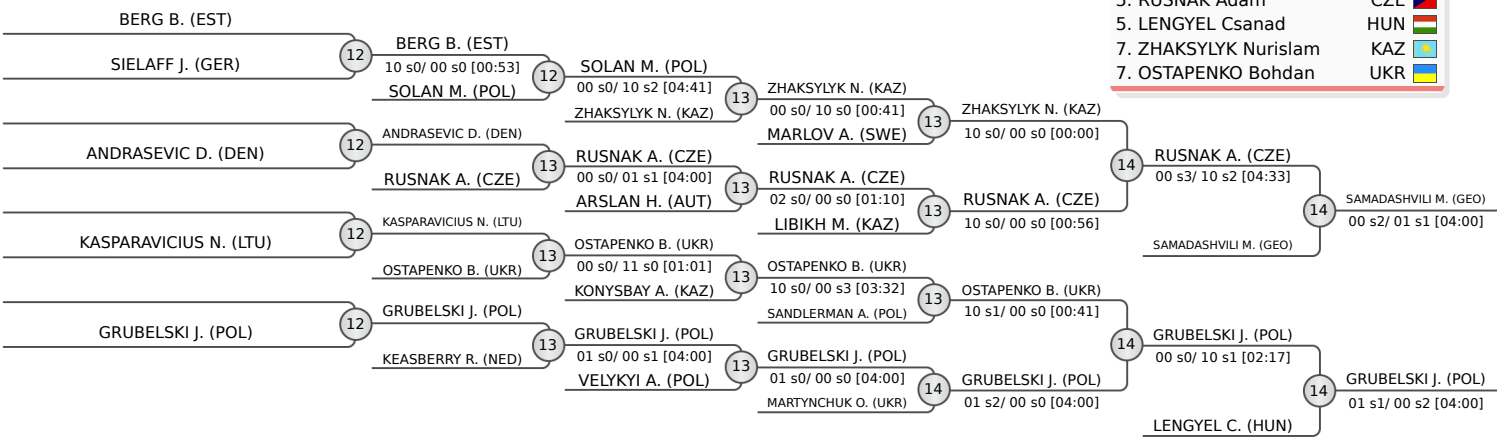 5. RUSNAK Adam CZE
5. LENGYEL Csanad HUN
7. ZHAKSYLYK Nurislam KAZ
7. OSTAPENKO Bohdan UKR
BERG B. (EST)
12
SIELAFF J. (GER)
ANDRASEVIC D. (DEN)
12
KASPARAVICIUS N. (LTU)
12
GRUBELSKI J. (POL)
12
BERG B. (EST)
10 s0/ 00 s0 [00:53]
12
SOLAN M. (POL)
ANDRASEVIC D. (DEN)
13
RUSNAK A. (CZE)
KASPARAVICIUS N. (LTU)
13
OSTAPENKO B. (UKR)
GRUBELSKI J. (POL)
13
KEASBERRY R. (NED)
SOLAN M. (POL)
00 s0/ 10 s2 [04:41]
13
ZHAKSYLYK N. (KAZ)
RUSNAK A. (CZE)
00 s0/ 01 s1 [04:00]
13
ARSLAN H. (AUT)
OSTAPENKO B. (UKR)
00 s0/ 11 s0 [01:01]
13
KONYSBAY A. (KAZ)
GRUBELSKI J. (POL)
01 s0/ 00 s1 [04:00]
13
VELYKYI A. (POL)
ZHAKSYLYK N. (KAZ)
00 s0/ 10 s0 [00:41]
13
MARLOV A. (SWE)
RUSNAK A. (CZE)
02 s0/ 00 s0 [01:10]
13
LIBIKH M. (KAZ)
OSTAPENKO B. (UKR)
10 s0/ 00 s3 [03:32]
13
SANDLERMAN A. (POL)
GRUBELSKI J. (POL)
01 s0/ 00 s0 [04:00]
14
MARTYNCHUK O. (UKR)
ZHAKSYLYK N. (KAZ)
10 s0/ 00 s0 [00:00]
14
RUSNAK A. (CZE)
10 s0/ 00 s0 [00:56]
OSTAPENKO B. (UKR)
10 s1/ 00 s0 [00:41]
14
GRUBELSKI J. (POL)
01 s2/ 00 s0 [04:00]
RUSNAK A. (CZE)
00 s3/ 10 s2 [04:33]
14
SAMADASHVILI M. (GEO)
GRUBELSKI J. (POL)
00 s0/ 10 s1 [02:17]
14
LENGYEL C. (HUN)
SAMADASHVILI M. (GEO)
00 s2/ 01 s1 [04:00]
GRUBELSKI J. (POL)
01 s1/ 00 s2 [04:00]